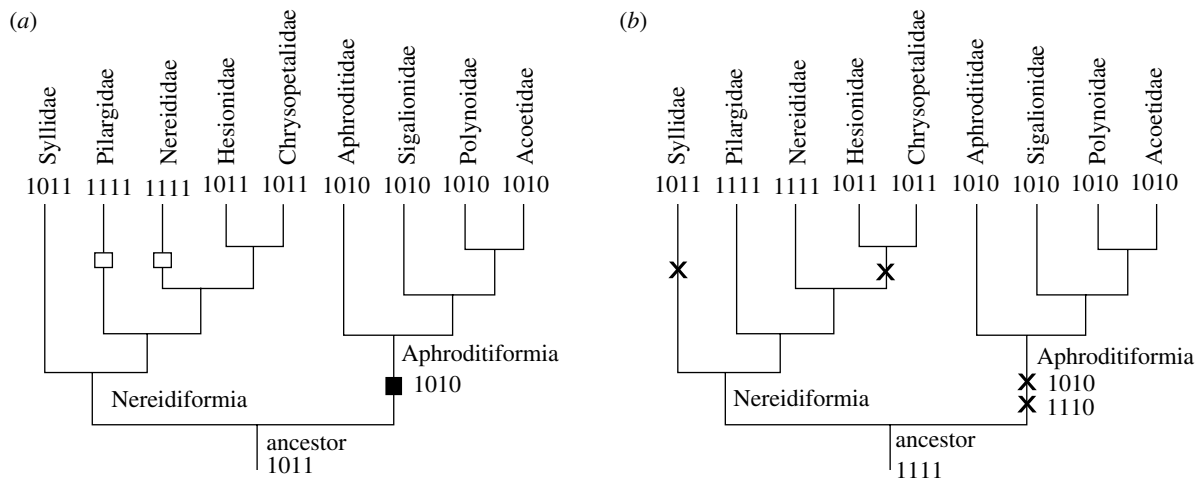 (a)
Syllidae
Pilargidae
Nereididae
Hesionidae
Chrysopetalidae
Aphroditidae
Sigalionidae
Polynoidae
Acoetidae
1011 1111 1111 1011 1011 1010 1010 1010 1010
Aphroditiformia
1010
Nereidiformia
ancestor
1011
(b)
Syllidae
Pilargidae
Nereididae
Hesionidae
Chrysopetalidae
Aphroditidae
Sigalionidae
Polynoidae
Acoetidae
1011 1111 1111 1011 1011 1010 1010 1010 1010
Aphroditiformia
1010
Nereidiformia
1110
ancestor
1111